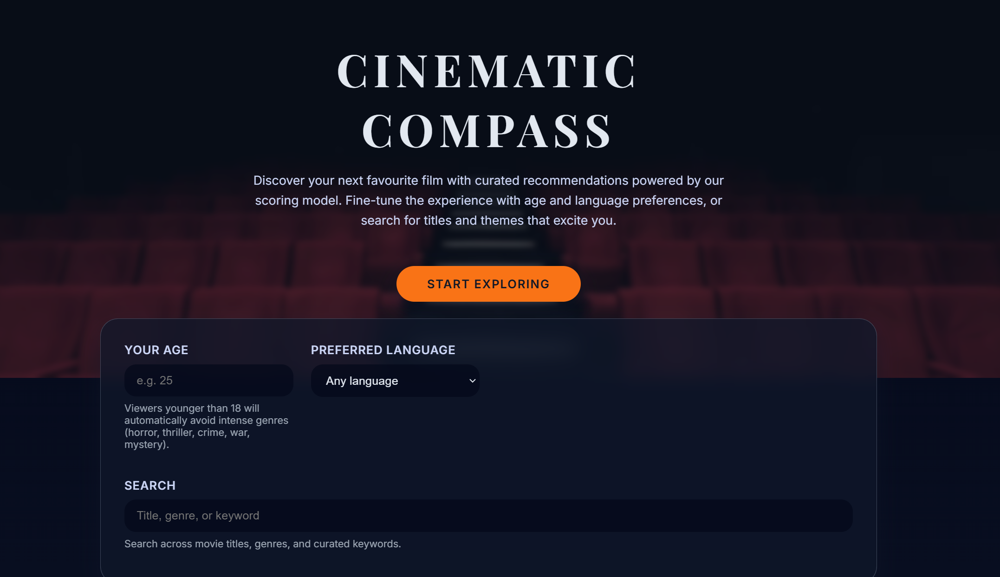 CINEMATIC
COMPASS
Discover your next favourite film with curated recommendations powered by our
scoring model. Fine-tune the experience with age and language preferences, or
search for titles and themes that excite you.
START EXPLORING
YOUR AGE
e.g. 25
Viewers younger than 18 will
automatically avoid intense genres
(horror, thriller, crime, war,
mystery).
PREFERRED LANGUAGE
Any language
SEARCH
Title, genre, or keyword
Search across movie titles, genres, and curated keywords.